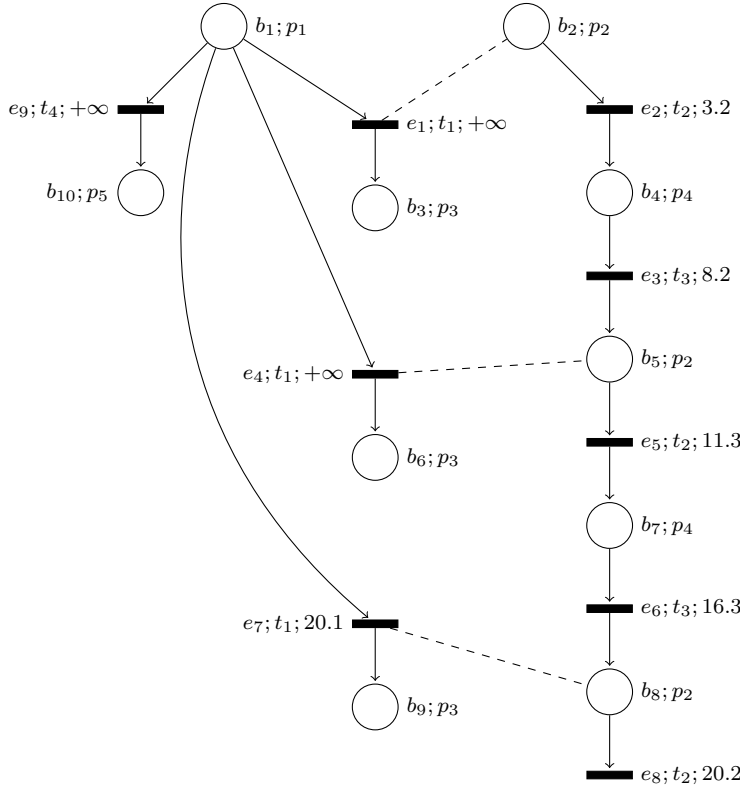 b₁; p₁
b₂; p₂
e₉; t₄; +∞
e₂; t₂; 3.2
e₁; t₁; +∞
b₁₀; p₅
b₄; p₄
b₃; p₃
e₃; t₃; 8.2
b₅; p₂
e₄; t₁; +∞
e₅; t₂; 11.3
b₆; p₃
b₇; p₄
e₆; t₃; 16.3
e₇; t₁; 20.1
b₈; p₂
b₉; p₃
e₈; t₂; 20.2